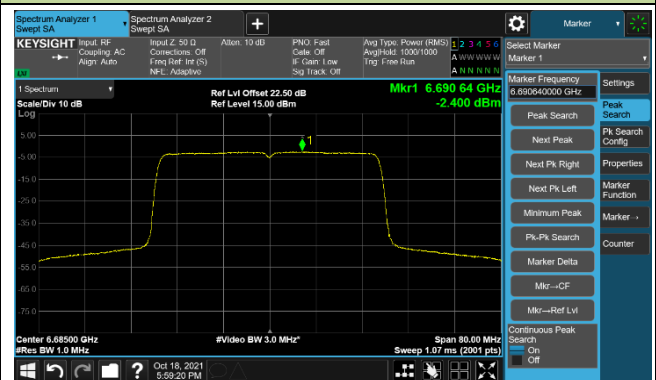 Spectrum Analyzer 1
Swept SA
Spectrum Analyzer 2
Swept SA
+
Marker
KEYSIGHT
Input: RF
Coupling: AC
Align: Auto
Input Z: 50 Ω
Corrections: Off
Freq Ref: Int (S)
NFE: Adaptive
Atten: 10 dB
PNO: Fast
Gate: Off
IF Gain: Low
Sig Track: Off
Avg Type: Power (RMS)
Avg|Hold: 1000/1000
Trig: Free Run
1 2 3 4 5 6
A W W W W W
A N N N N N
LXI
Select Marker
Marker 1
1 Spectrum
Scale/Div 10 dB
Log
Ref Lvl Offset 22.50 dB
Ref Level 15.00 dBm
Mkr1 6.690 64 GHz
-2.400 dBm
1
5.00
-5.00
-15.0
-25.0
-35.0
-45.0
-55.0
-65.0
-75.0
Center 6.68500 GHz
#Res BW 1.0 MHz
#Video BW 3.0 MHz*
Span 80.00 MHz
Sweep 1.07 ms (2001 pts)
Marker Frequency
6.690640000 GHz
Peak Search
Next Peak
Next Pk Right
Next Pk Left
Minimum Peak
Pk-Pk Search
Marker Delta
Mkr→CF
Mkr→Ref Lvl
Continuous Peak
Search
On
Off
Settings
Peak
Search
Pk Search
Config
Properties
Marker
Function
Marker→
Counter
?
Oct 18, 2021
5:59:20 PM